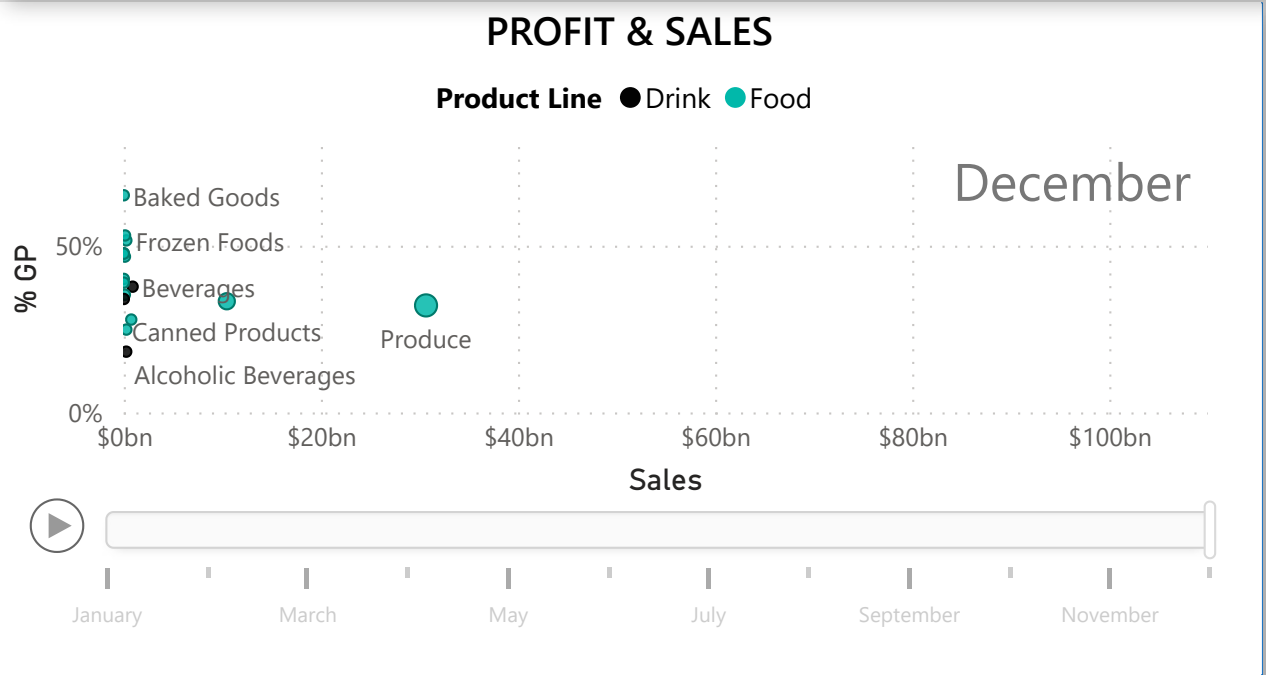 PROFIT & SALES
Product Line Drink Food
December
Baked Goods
Frozen Foods
50%
% GP
Beverages
Canned Products
Produce
Alcoholic Beverages
0%
$0bn $20bn $40bn $60bn $80bn $100bn
Sales
January March May July September November